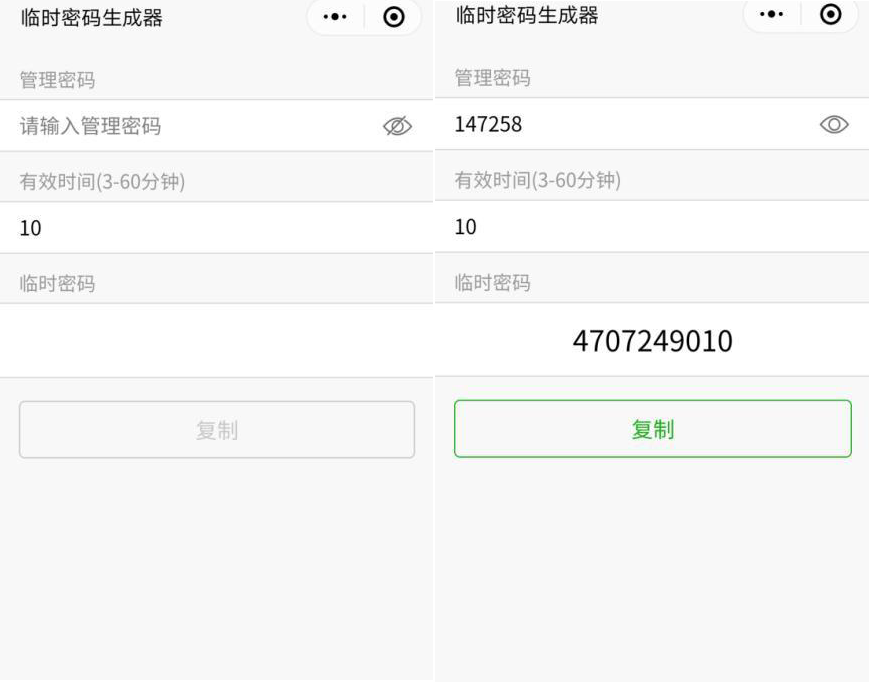 临时密码生成器
管理密码
请输入管理密码
有效时间(3-60分钟)
10
临时密码
复制
临时密码生成器
管理密码
147258
有效时间(3-60分钟)
10
临时密码
4707249010
复制